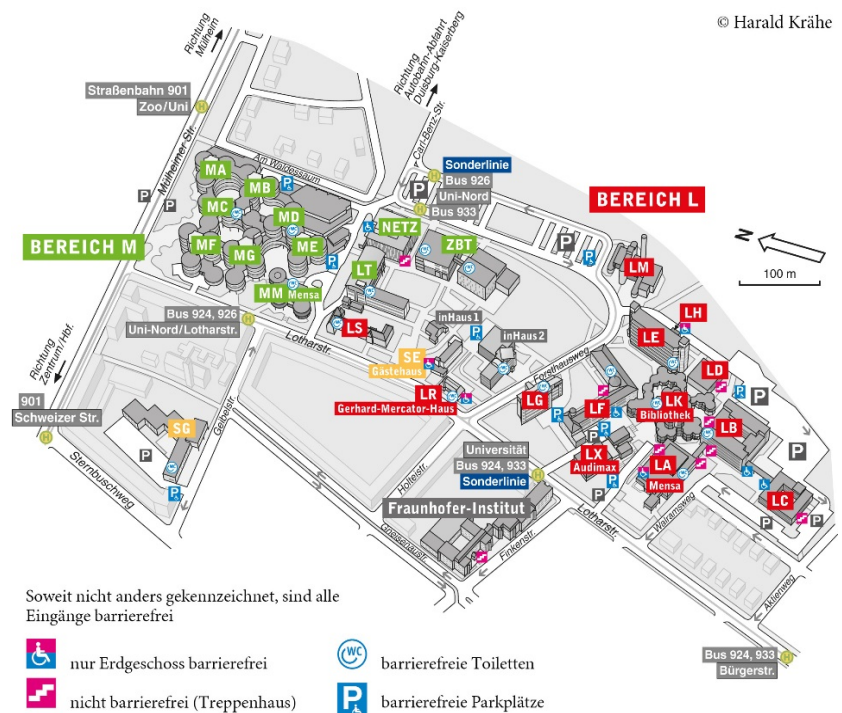 © Harald Krähe
Richtung
Mülheim
Richtung
Autobahn-Abfahrt
Duisburg-Kaiserberg
Straßenbahn 901
Zoo/Uni
Mülheimer Str.
Carl-Benz-Str.
Am Waldessaum
Sonderlinie
Bus 926
Uni-Nord
Bus 933
P
P
P
P
P
P
MA
MB
MC
MD
MF
MG
ME
MM Mensa
BEREICH M
BEREICH L
NETZ
ZBT
LT
LS
N
100 m
LM
LH
LE
LD
inHaus1
inHaus2
SE
Gästehaus
Bus 924, 926
Uni-Nord/Lotharstr.
Lotharstr.
Forsthausweg
LR
Gerhard-Mercator-Haus
LG
LF
LK
Bibliothek
LB
LX
Audimax
LA
Mensa
LC
Richtung
Zentrum/Hbf.
901
Schweizer Str.
SG
Geibelstr.
Sternbuschweg
Holteistr.
Universität
Bus 924, 933
Sonderlinie
Fraunhofer-Institut
Gneisenaustr.
Finkenstr.
Lotharstr.
Walramsweg
Aktienweg
Bus 924, 933
Bürgerstr.
Soweit nicht anders gekennzeichnet, sind alle
Eingänge barrierefrei
nur Erdgeschoss barrierefrei
WC barrierefreie Toiletten
nicht barrierefrei (Treppenhaus)
P barrierefreie Parkplätze